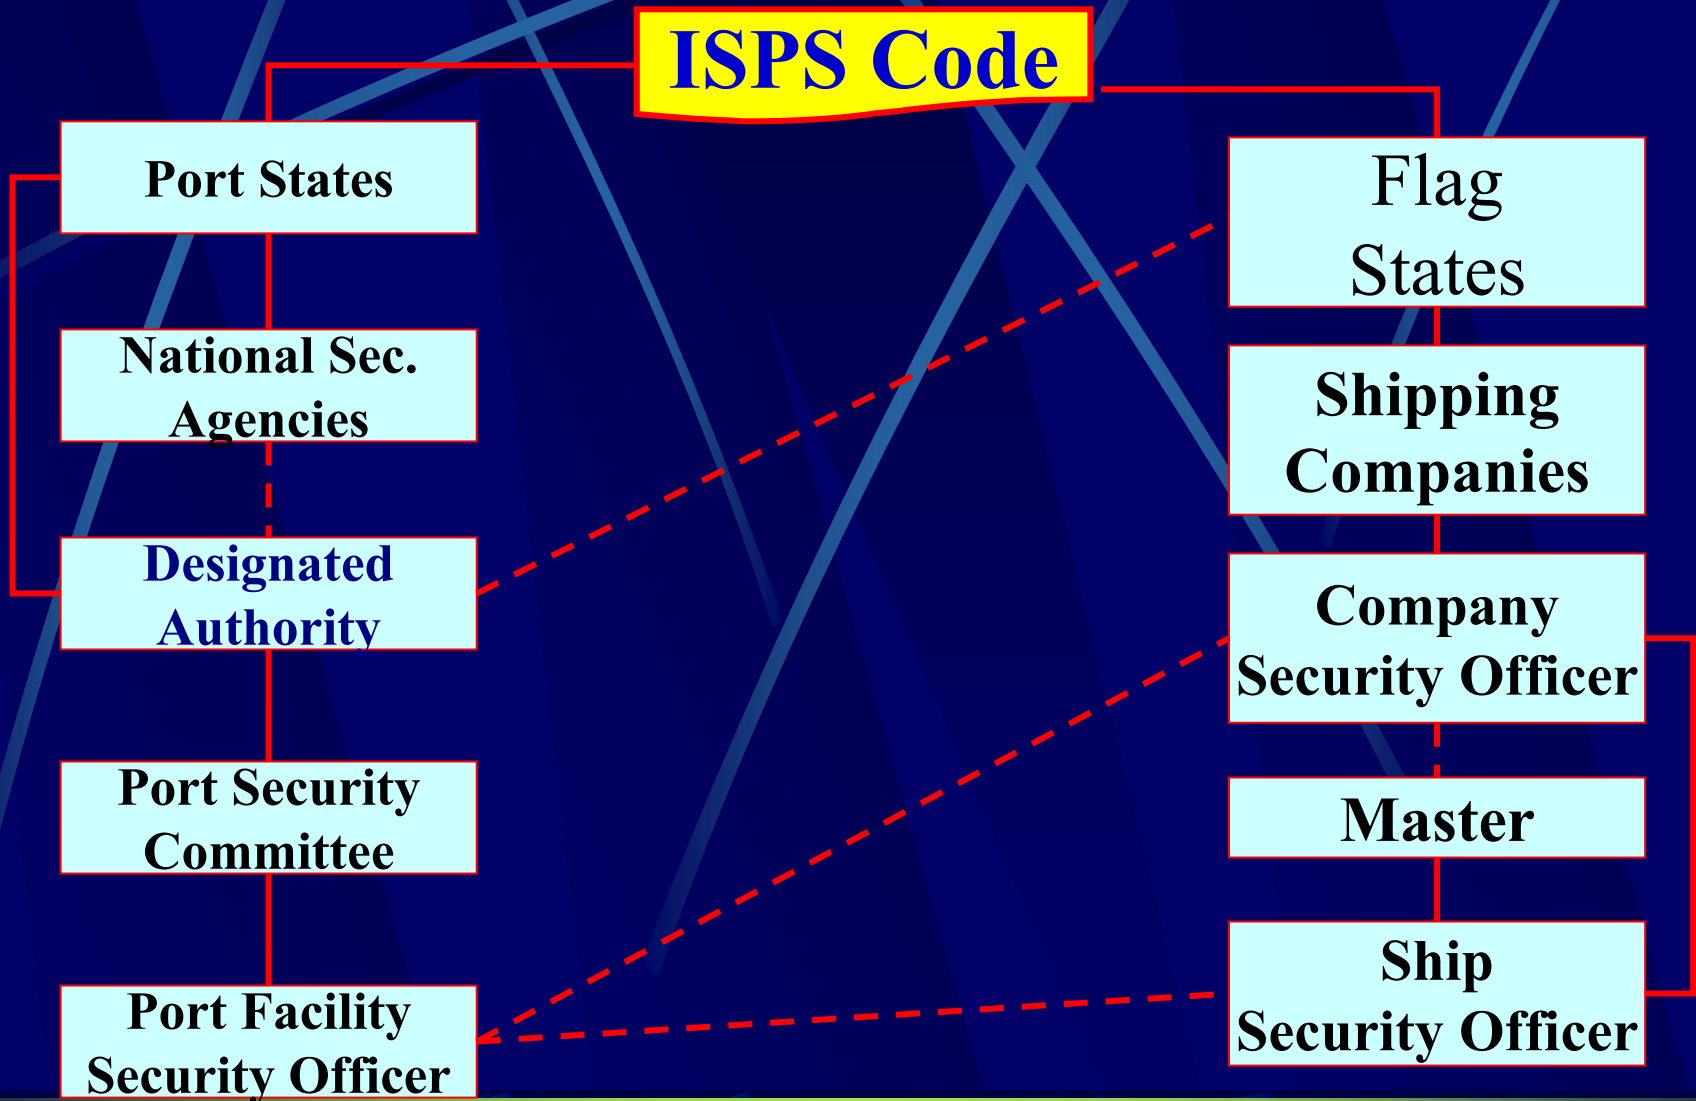 ISPS Code
Port States
National Sec.
Agencies
Designated
Authority
Port Security
Committee
Port Facility
Security Officer
Flag
States
Shipping
Companies
Company
Security Officer
Master
Ship
Security Officer